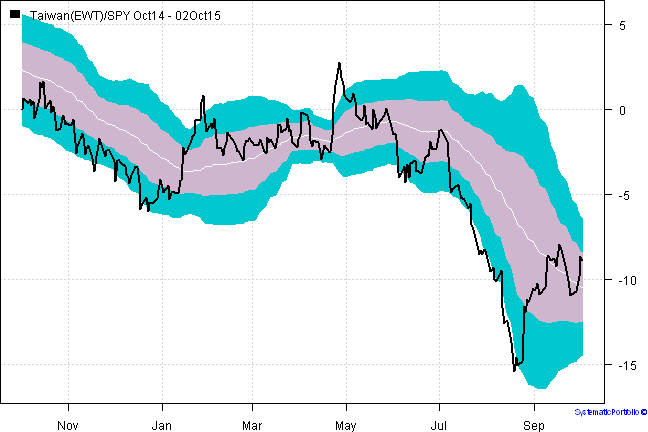 Taiwan(EWT)/SPY Oct14 - 02Oct15
5
0
-5
-10
-15
Nov Jan Mar May Jul Sep
SystematicPortfolio ©